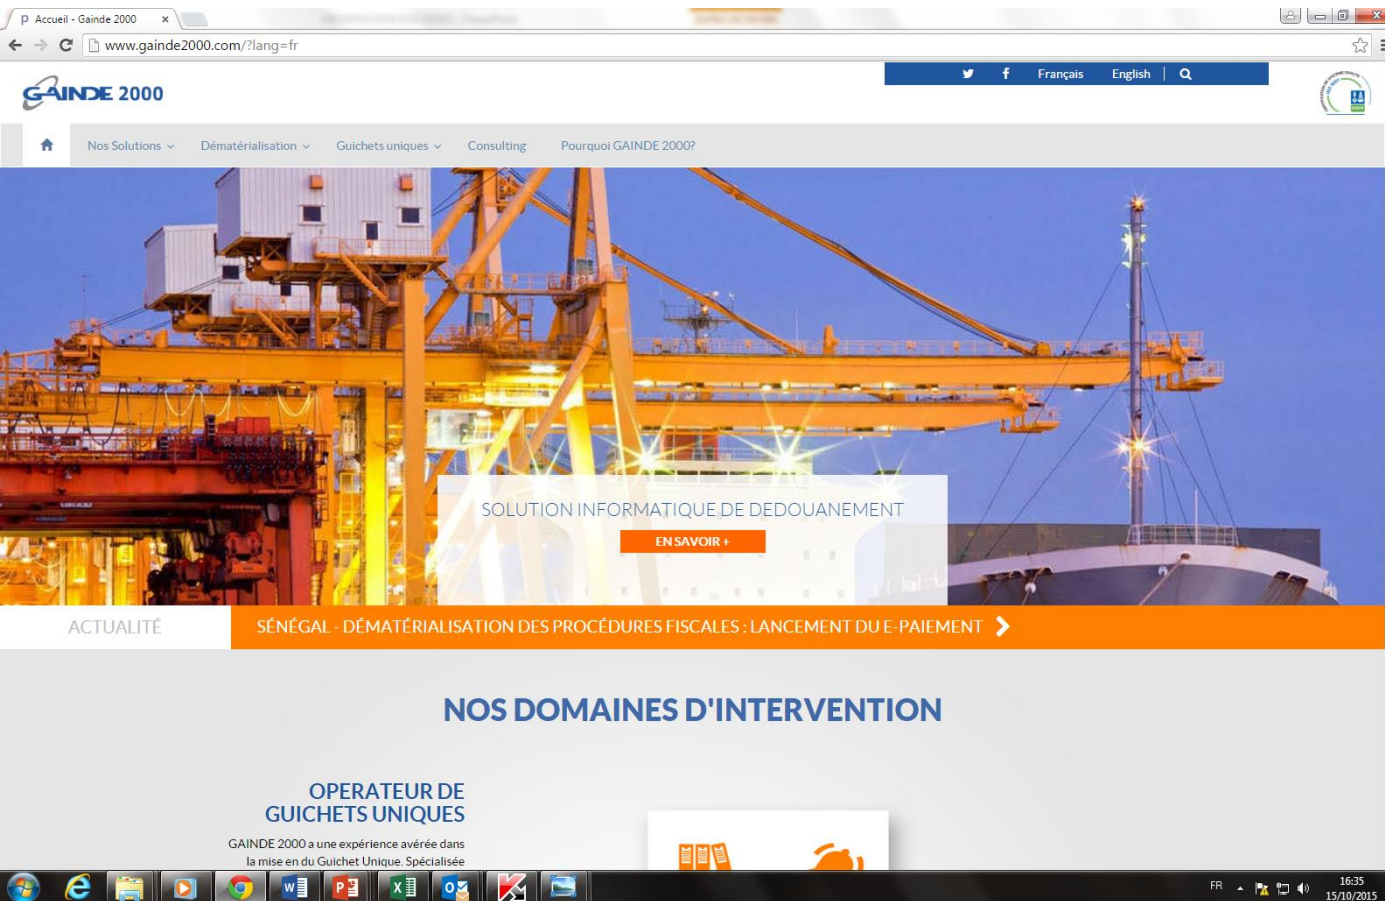 Accueil - Gainde 2000
www.gainde2000.com/?lang=fr
Français English
GAINDE 2000
Nos Solutions Dématérialisation Guichets uniques Consulting Pourquoi GAINDE 2000?
SOLUTION INFORMATIQUE DE DEDOUANEMENT
EN SAVOIR +
ACTUALITÉ
SÉNÉGAL - DÉMATÉRIALISATION DES PROCÉDURES FISCALES : LANCEMENT DU E-PAIEMENT
NOS DOMAINES D'INTERVENTION
OPERATEUR DE
GUICHETS UNIQUES
GAINDE 2000 a une expérience avérée dans
la mise en du Guichet Unique. Spécialisée
FR
16:35
15/10/2015